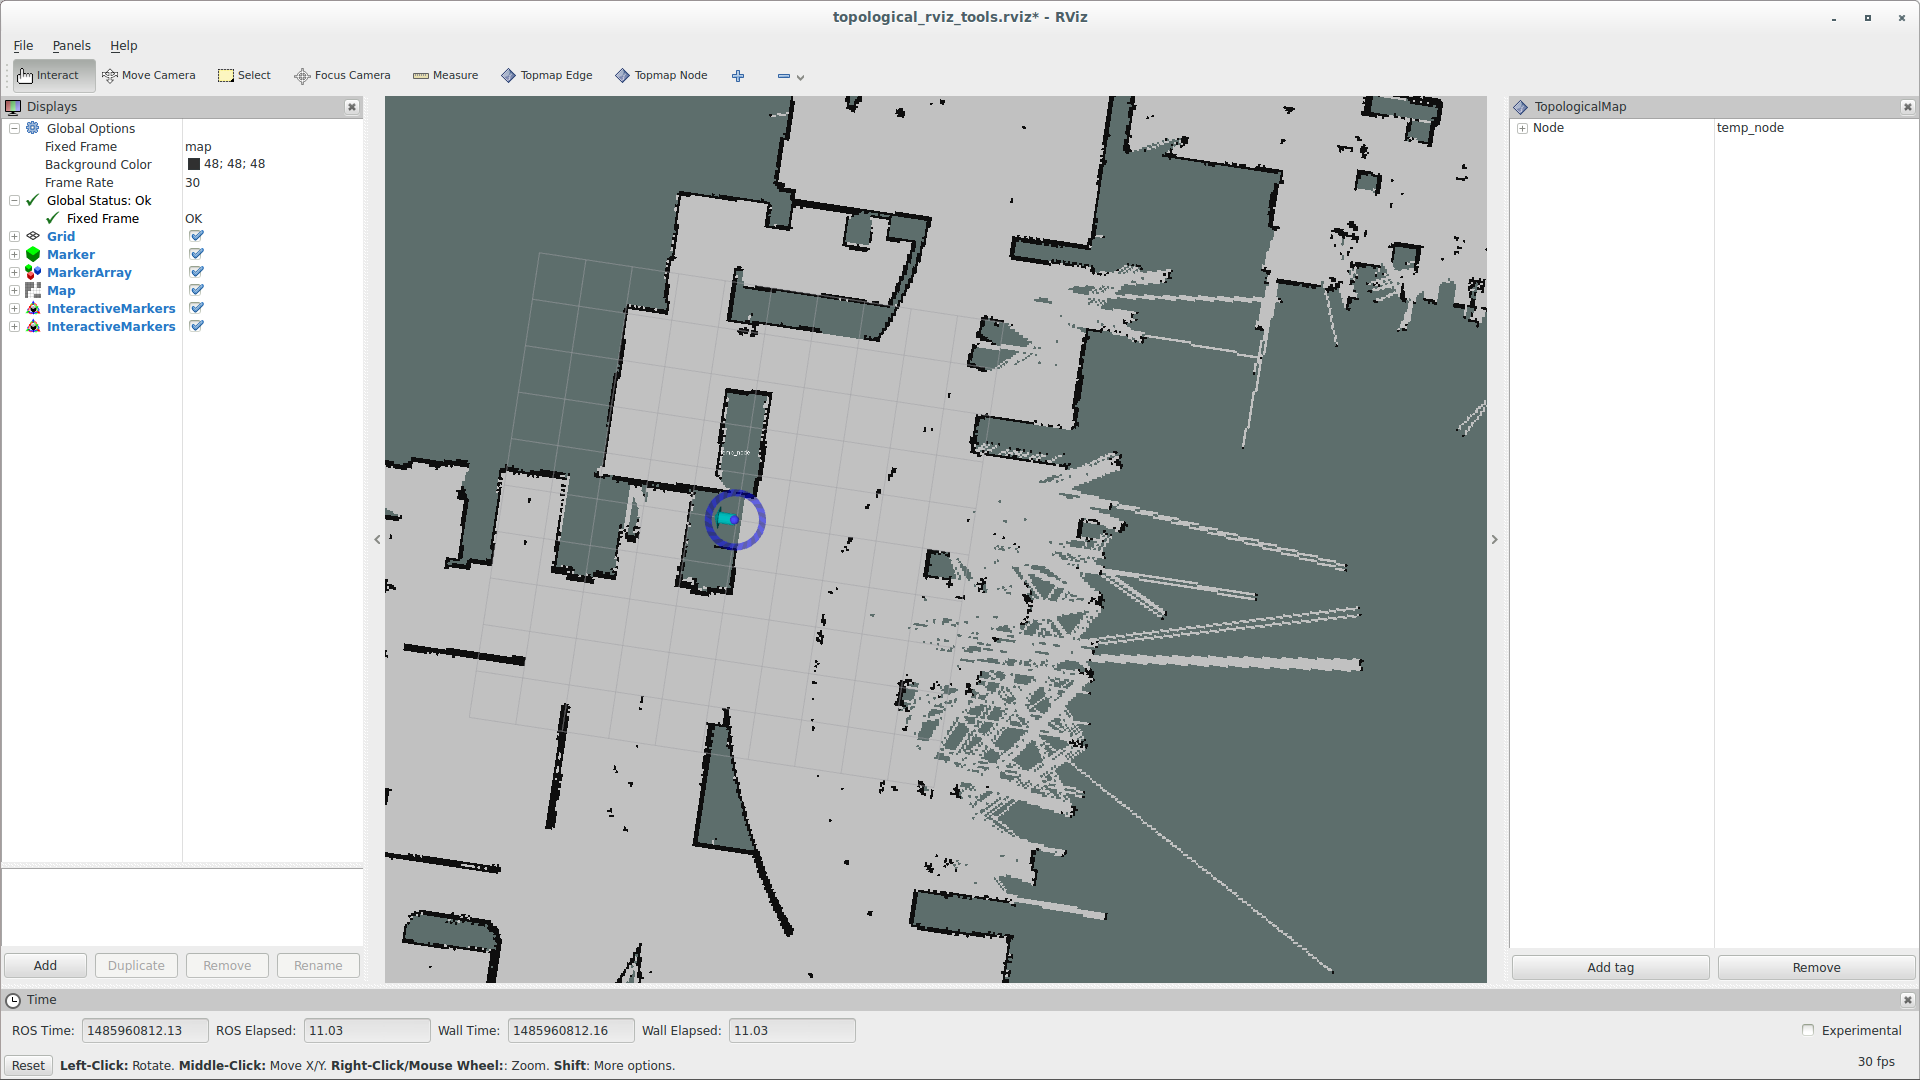 topological_rviz_tools.rviz* - RViz
File Panels Help
Interact Move Camera Select Focus Camera Measure Topmap Edge Topmap Node
Displays
Global Options
Fixed Frame map
Background Color 48; 48; 48
Frame Rate 30
Global Status: Ok
Fixed Frame OK
Grid
Marker
MarkerArray
Map
InteractiveMarkers
InteractiveMarkers
Add Duplicate Remove Rename
temp_node
TopologicalMap
Node temp_node
Add tag Remove
Time
ROS Time: 1485960812.13 ROS Elapsed: 11.03 Wall Time: 1485960812.16 Wall Elapsed: 11.03 Experimental
Reset Left-Click: Rotate. Middle-Click: Move X/Y. Right-Click/Mouse Wheel:: Zoom. Shift: More options. 30 fps